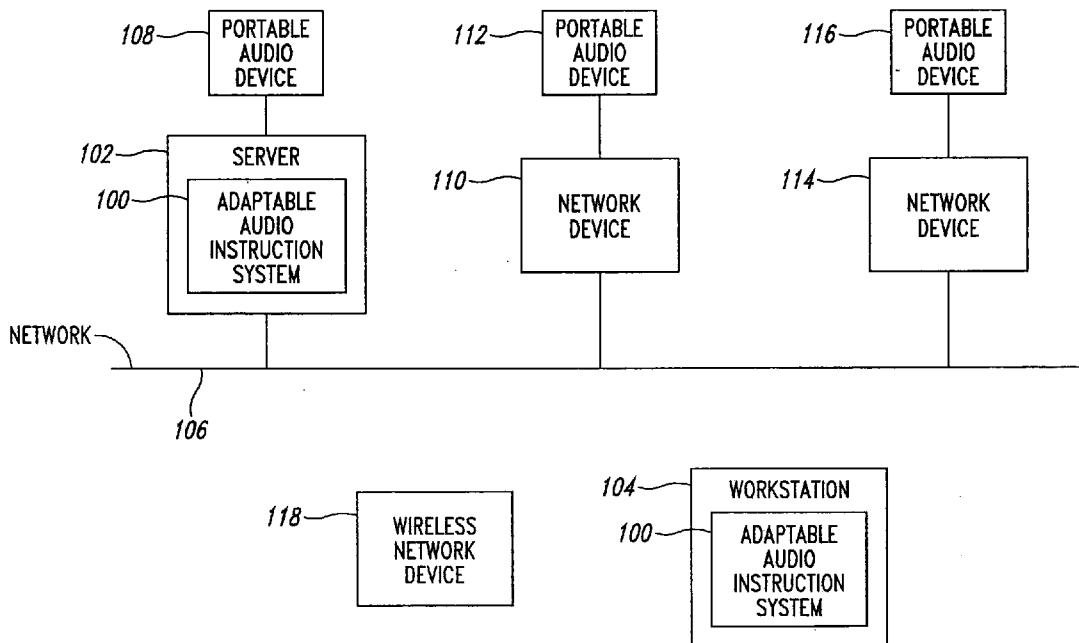 108
PORTABLE
AUDIO
DEVICE
112
PORTABLE
AUDIO
DEVICE
116
PORTABLE
AUDIO
DEVICE
102
SERVER
100
ADAPTABLE
AUDIO
INSTRUCTION
SYSTEM
110
NETWORK
DEVICE
114
NETWORK
DEVICE
NETWORK
106
118
WIRELESS
NETWORK
DEVICE
104
WORKSTATION
100
ADAPTABLE
AUDIO
INSTRUCTION
SYSTEM